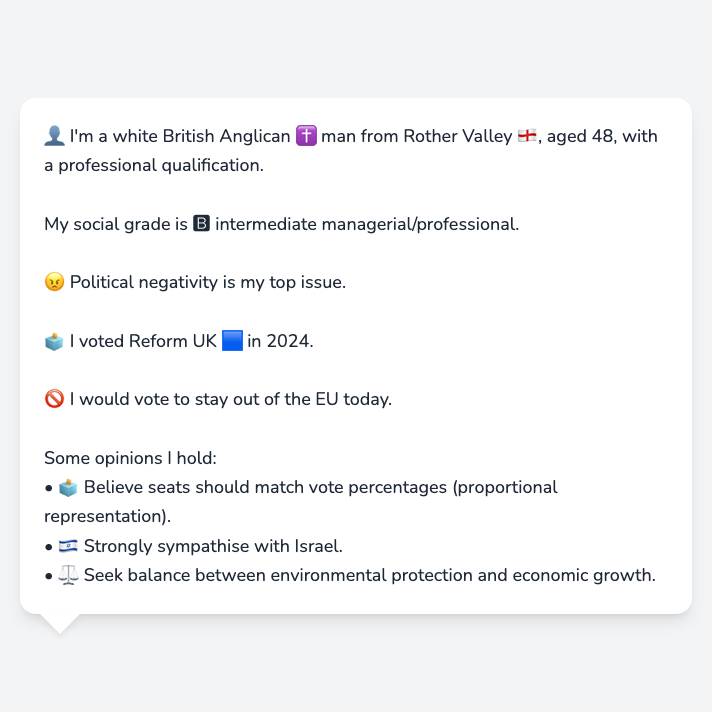 👤 I'm a white British Anglican ✝️ man from Rother Valley 🏴󠁧󠁢󠁥󠁮󠁧󠁿, aged 48, with
a professional qualification.
My social grade is 🅱 intermediate managerial/professional.
😠 Political negativity is my top issue.
🗳️ I voted Reform UK 🟦 in 2024.
🚫 I would vote to stay out of the EU today.
Some opinions I hold:
• 🗳️ Believe seats should match vote percentages (proportional
representation).
• 🇮🇱 Strongly sympathise with Israel.
• ⚖️ Seek balance between environmental protection and economic growth.